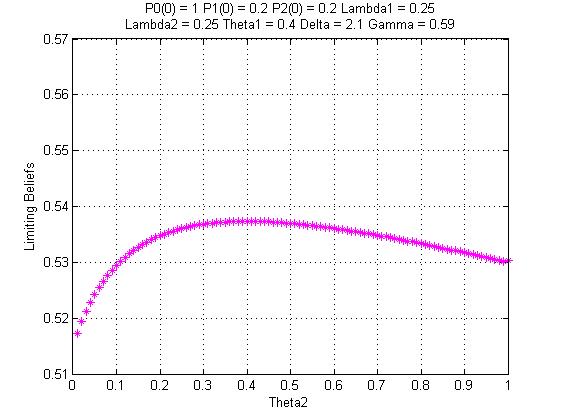 P0(0) = 1 P1(0) = 0.2 P2(0) = 0.2 Lambda1 = 0.25
Lambda2 = 0.25 Theta1 = 0.4 Delta = 2.1 Gamma = 0.59
0.57
0.56
0.55
0.54
0.53
0.52
0.51
Limiting Beliefs
0 0.1 0.2 0.3 0.4 0.5 0.6 0.7 0.8 0.9 1
Theta2